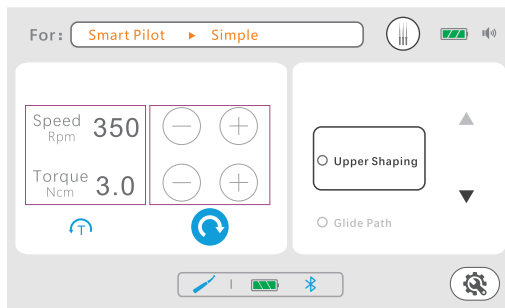 For: Smart Pilot ▶ Simple
Speed 350
Rpm
Torque 3.0
Ncm
T
Upper Shaping
Glide Path